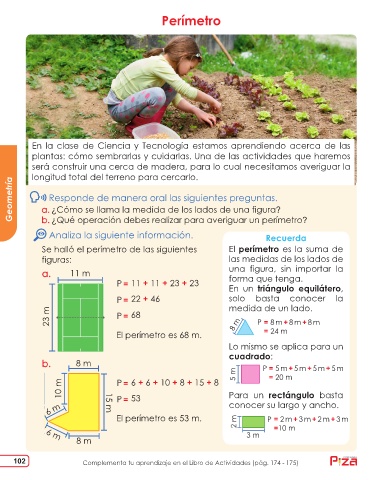 Perímetro
En la clase de Ciencia y Tecnología estamos aprendiendo acerca de las
plantas: cómo sembrarlas y cuidarlas. Una de las actividades que haremos
será construir una cerca de madera, para lo cual necesitamos averiguar la
longitud total del terreno para cercarlo.
Geometría
Responde de manera oral las siguientes preguntas.
a. ¿Cómo se llama la medida de los lados de una figura?
b. ¿Qué operación debes realizar para averiguar un perímetro?
Analiza la siguiente información.
Se halló el perímetro de las siguientes
figuras:
a.
11 m
23 m
P = 11 + 11 + 23 + 23
P = 22 + 46
P = 68
El perímetro es 68 m.
b.
8 m
10 m
15 m
6 m
6 m
8 m
P = 6 + 6 + 10 + 8 + 15 + 8
P = 53
El perímetro es 53 m.
Recuerda
El perímetro es la suma de
las medidas de los lados de
una figura, sin importar la
forma que tenga.
En un triángulo equilátero,
solo basta conocer la
medida de un lado.
8 m
P = 8 m + 8 m + 8 m
= 24 m
Lo mismo se aplica para un
cuadrado:
5 m
P = 5 m + 5 m + 5 m + 5 m
= 20 m
Para un rectángulo basta
conocer su largo y ancho.
2 m
3 m
P = 2 m + 3 m + 2 m + 3 m
=10 m
102
Complementa tu aprendizaje en el Libro de Actividades (pág. 174 - 175)